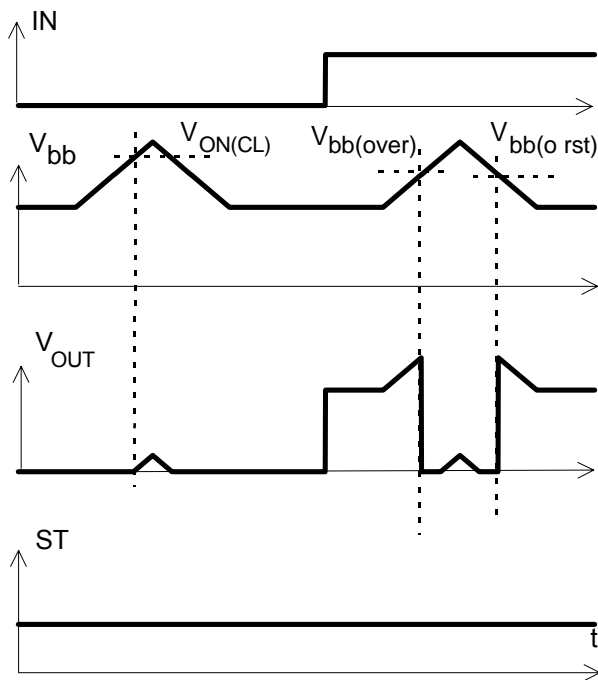 IN
V_bb
V_ON(CL)
V_bb(over)
V_bb(o rst)
V_OUT
ST
t